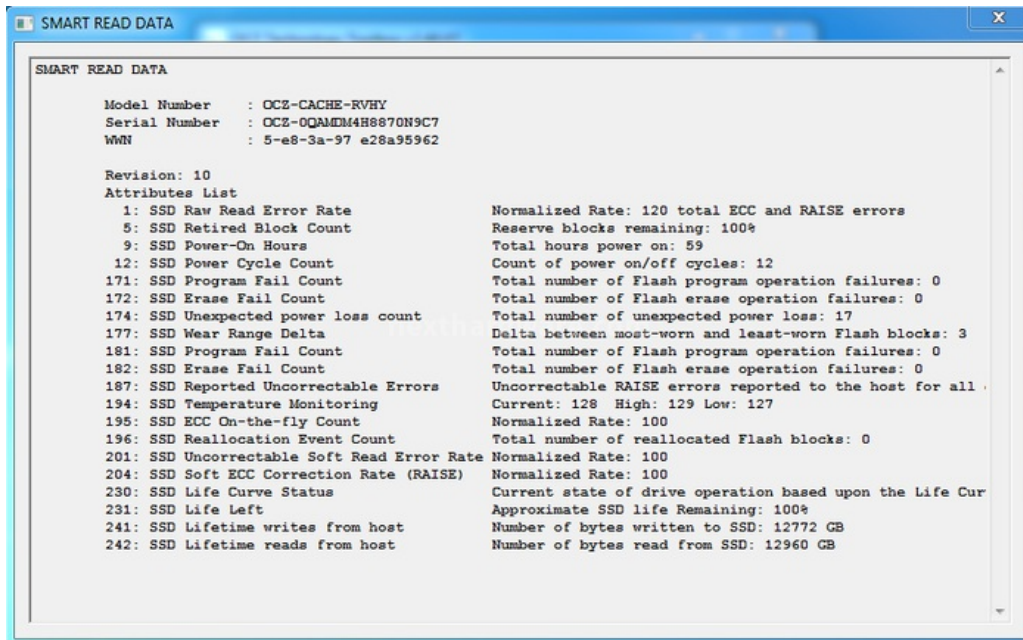 SMART READ DATA
SMART READ DATA
Model Number : OCZ-CACHE-RVHY
Serial Number : OCZ-0QAMDM4H8870N9C7
WWN : 5-e8-3a-97 e28a95962
Revision: 10
Attributes List
1: SSD Raw Read Error Rate Normalized Rate: 120 total ECC and RAISE errors
5: SSD Retired Block Count Reserve blocks remaining: 100%
9: SSD Power-On Hours Total hours power on: 59
12: SSD Power Cycle Count Count of power on/off cycles: 12
171: SSD Program Fail Count Total number of Flash program operation failures: 0
172: SSD Erase Fail Count Total number of Flash erase operation failures: 0
174: SSD Unexpected power loss count Total number of unexpected power loss: 17
177: SSD Wear Range Delta Delta between most-worn and least-worn Flash blocks: 3
181: SSD Program Fail Count Total number of Flash program operation failures: 0
182: SSD Erase Fail Count Total number of Flash erase operation failures: 0
187: SSD Reported Uncorrectable Errors Uncorrectable RAISE errors reported to the host for all
194: SSD Temperature Monitoring Current: 128 High: 129 Low: 127
195: SSD ECC On-the-fly Count Normalized Rate: 100
196: SSD Reallocation Event Count Total number of reallocated Flash blocks: 0
201: SSD Uncorrectable Soft Read Error Rate Normalized Rate: 100
204: SSD Soft ECC Correction Rate (RAISE) Normalized Rate: 100
230: SSD Life Curve Status Current state of drive operation based upon the Life Cur
231: SSD Life Left Approximate SSD life Remaining: 100%
241: SSD Lifetime writes from host Number of bytes written to SSD: 12772 GB
242: SSD Lifetime reads from host Number of bytes read from SSD: 12960 GB